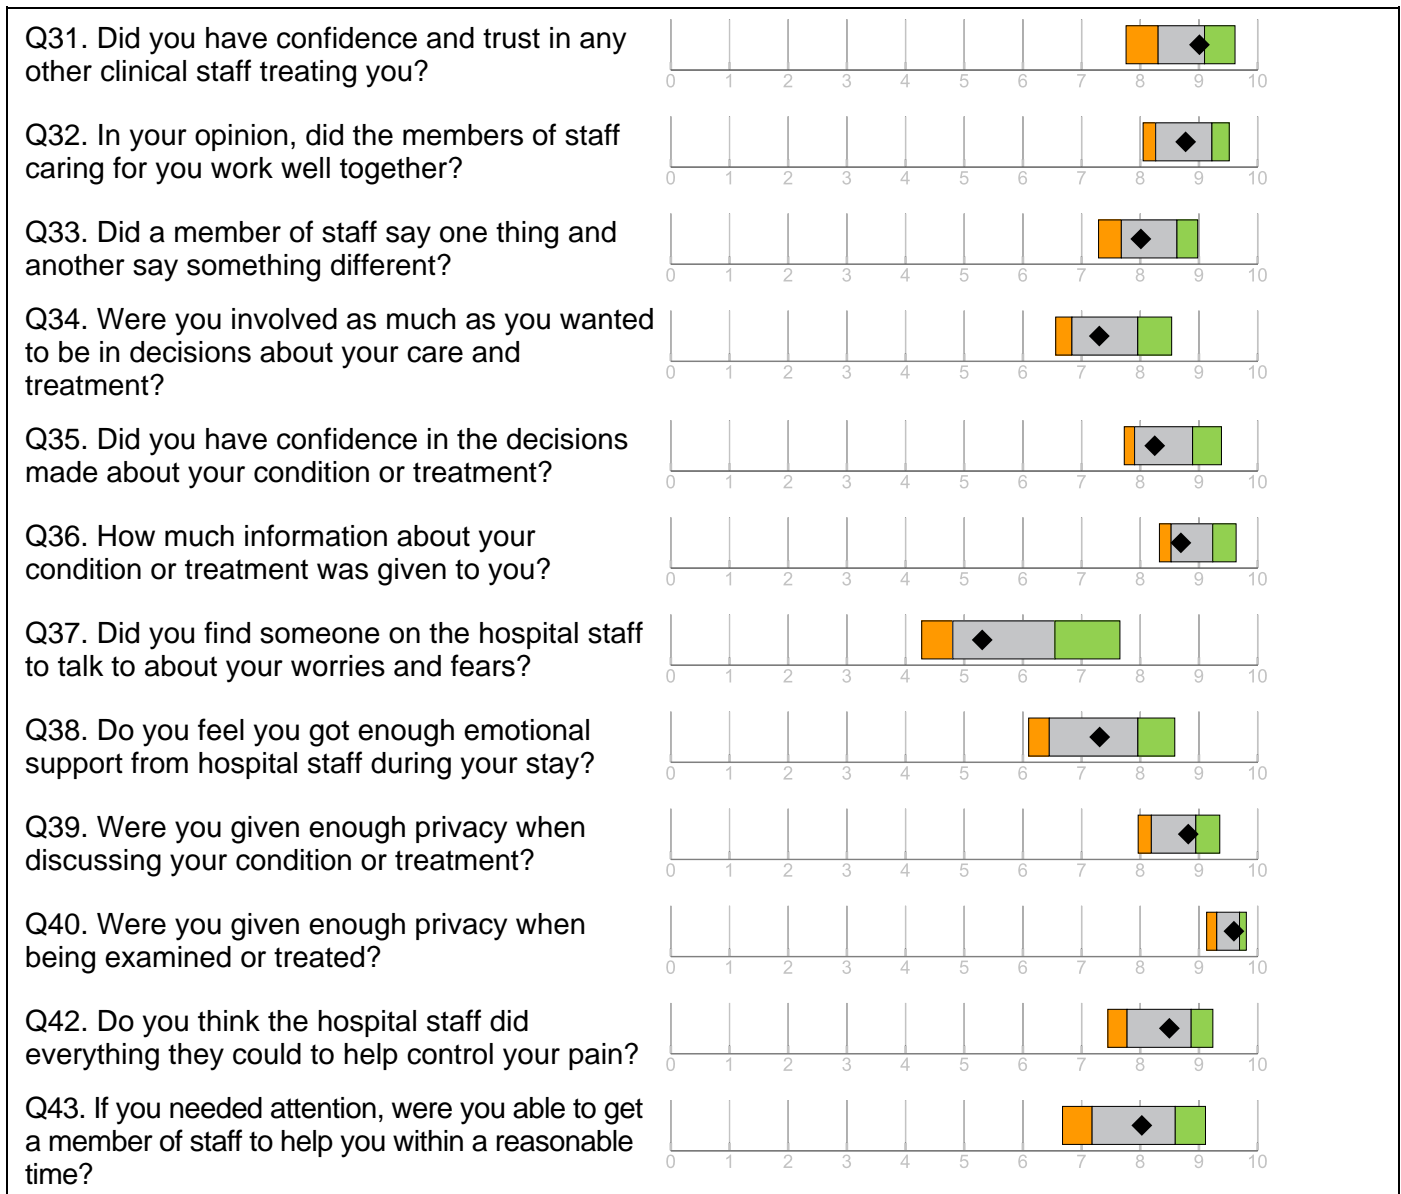 Q31. Did you have confidence and trust in any
other clinical staff treating you?
0 1 2 3 4 5 6 7 8 9 10
Q32. In your opinion, did the members of staff
caring for you work well together?
0 1 2 3 4 5 6 7 8 9 10
Q33. Did a member of staff say one thing and
another say something different?
0 1 2 3 4 5 6 7 8 9 10
Q34. Were you involved as much as you wanted
to be in decisions about your care and
treatment?
0 1 2 3 4 5 6 7 8 9 10
Q35. Did you have confidence in the decisions
made about your condition or treatment?
0 1 2 3 4 5 6 7 8 9 10
Q36. How much information about your
condition or treatment was given to you?
0 1 2 3 4 5 6 7 8 9 10
Q37. Did you find someone on the hospital staff
to talk to about your worries and fears?
0 1 2 3 4 5 6 7 8 9 10
Q38. Do you feel you got enough emotional
support from hospital staff during your stay?
0 1 2 3 4 5 6 7 8 9 10
Q39. Were you given enough privacy when
discussing your condition or treatment?
0 1 2 3 4 5 6 7 8 9 10
Q40. Were you given enough privacy when
being examined or treated?
0 1 2 3 4 5 6 7 8 9 10
Q42. Do you think the hospital staff did
everything they could to help control your pain?
0 1 2 3 4 5 6 7 8 9 10
Q43. If you needed attention, were you able to get
a member of staff to help you within a reasonable
time?
0 1 2 3 4 5 6 7 8 9 10